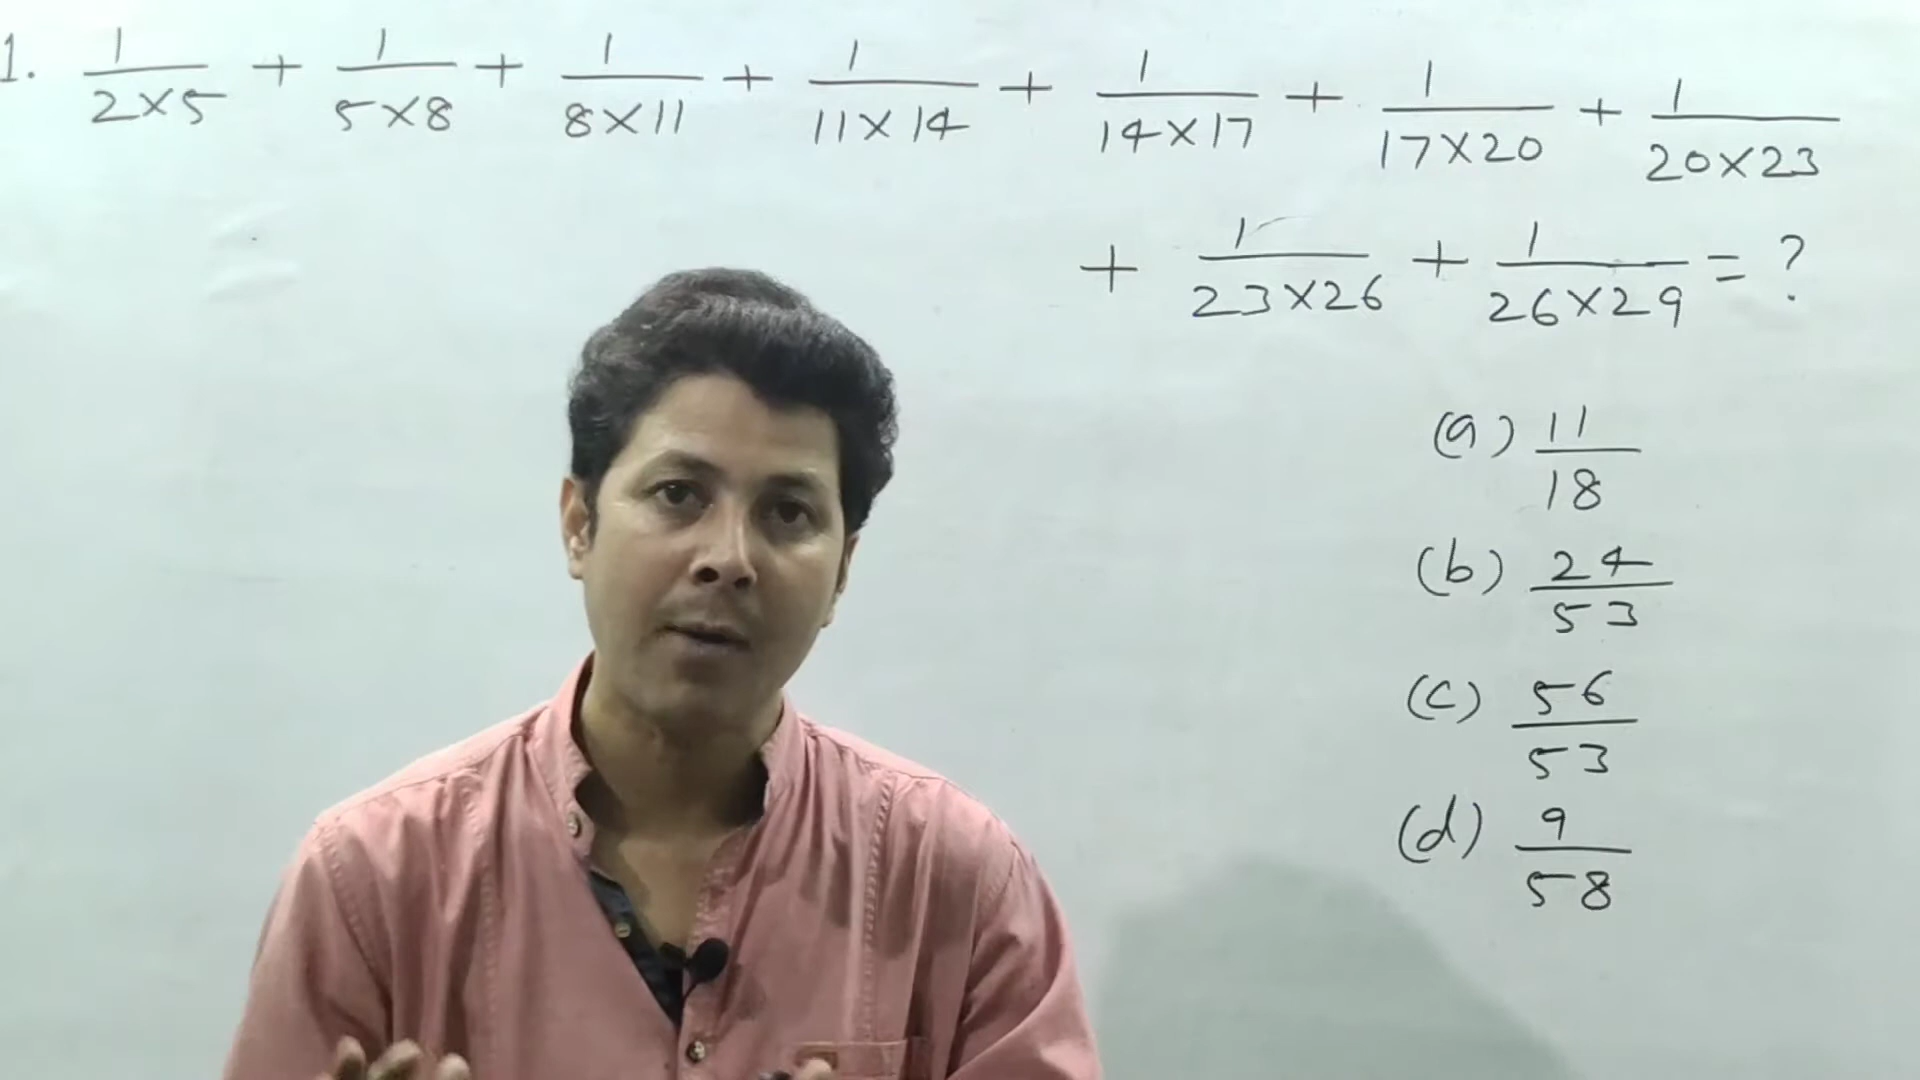 1. 1/2×5 + 1/5×8 + 1/8×11 + 1/11×14 + 1/14×17 + 1/17×20 + 1/20×23
+ 1/23×26 + 1/26×29 = ?
(a) 11/18
(b) 24/53
(c) 56/53
(d) 9/58